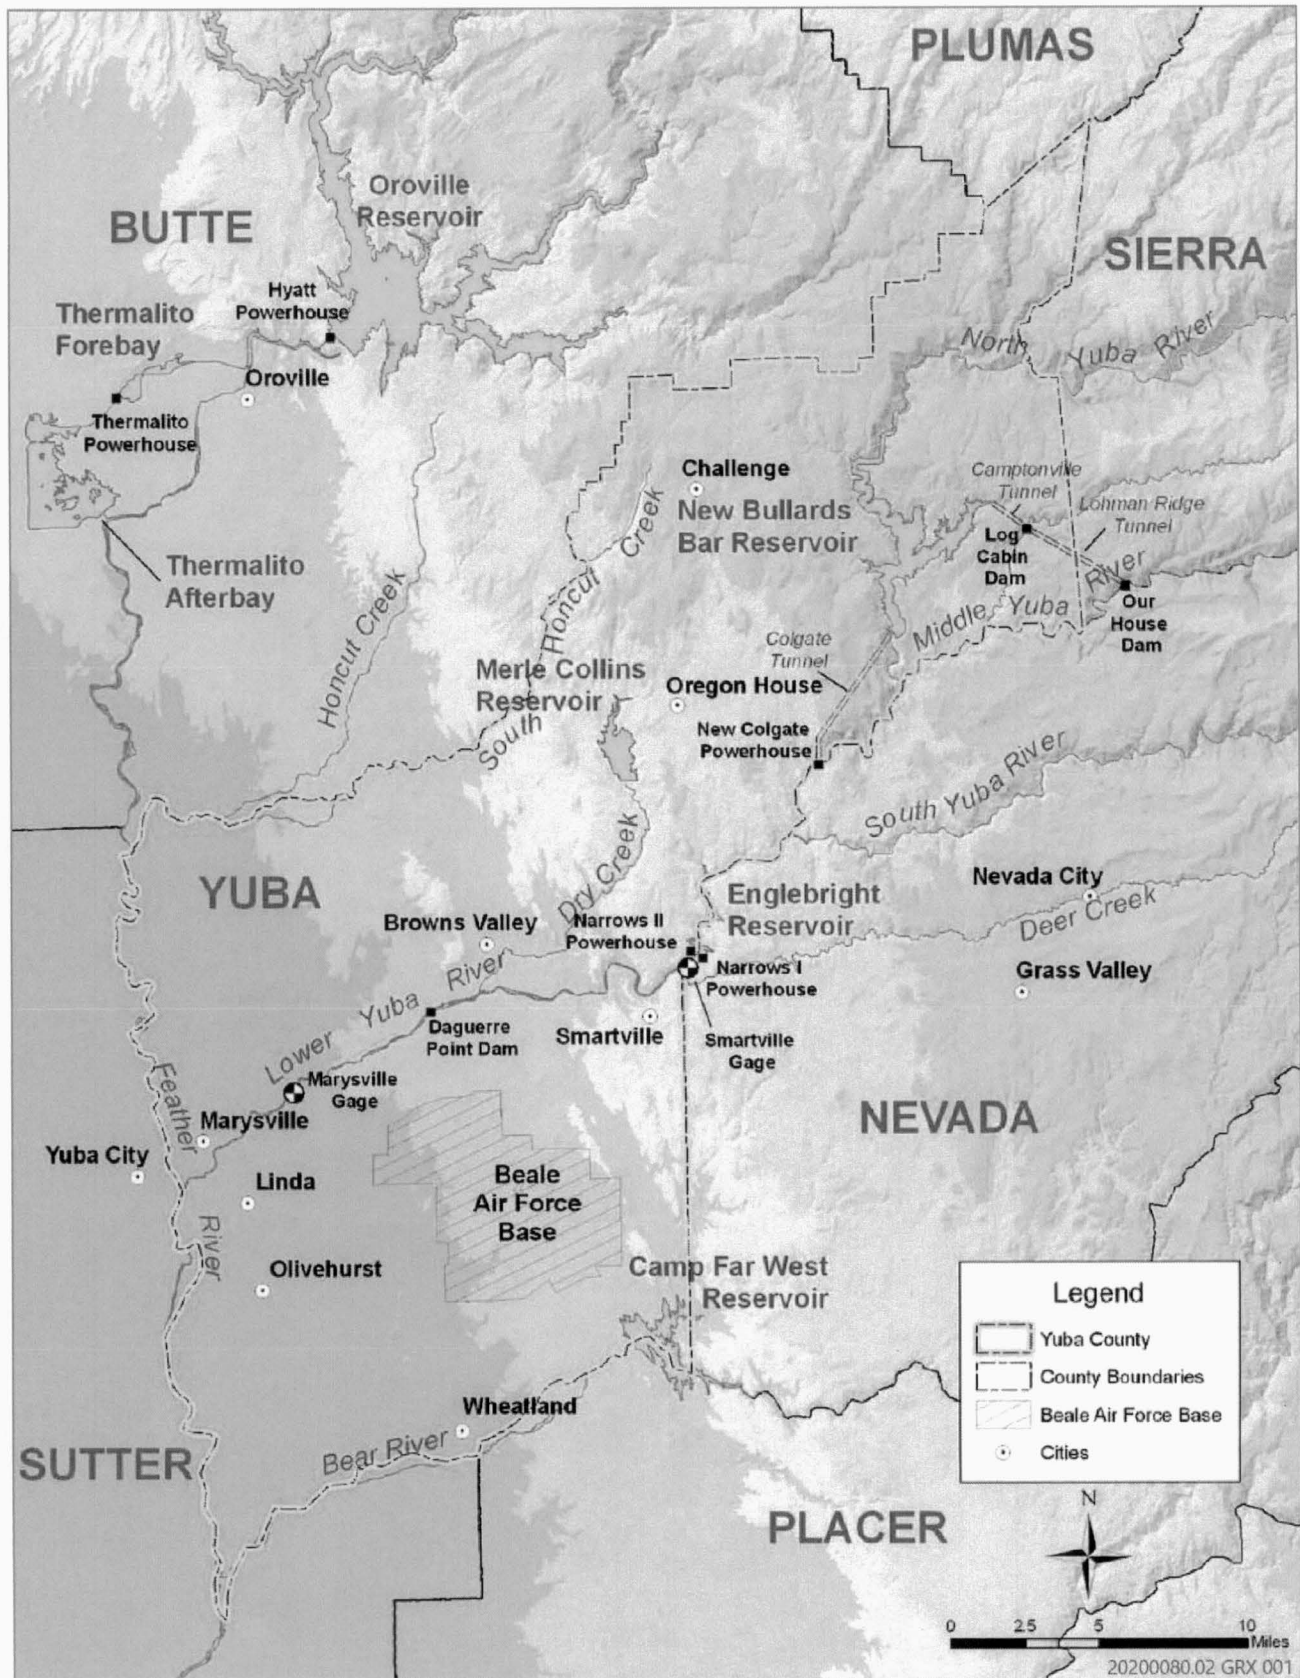 PLUMAS
Oroville
Reservoir
BUTTE
SIERRA
Hyatt
Powerhouse
Thermalito
Forebay
North Yuba River
Oroville
Thermalito
Powerhouse
Challenge
Camptonville
Tunnel
Lohman Ridge
Tunnel
New Bullards
Bar Reservoir
Log
Cabin
Dam
Thermalito
Afterbay
Our
House
Dam
Middle Yuba River
Honcut Creek
South Honcut Creek
Colgate
Tunnel
Merle Collins
Reservoir
Oregon House
New Colgate
Powerhouse
South Yuba River
YUBA
Dry Creek
Englebright
Reservoir
Nevada City
Deer Creek
Browns Valley
Narrows II
Powerhouse
Narrows I
Powerhouse
Grass Valley
Lower Yuba River
Daguerre
Point Dam
Smartville
Smartville
Gage
Marysville
Gage
Feather River
Marysville
NEVADA
Yuba City
Linda
Beale
Air Force
Base
Olivehurst
Camp Far West
Reservoir
Legend
Yuba County
County Boundaries
Beale Air Force Base
Cities
Wheatland
Bear River
SUTTER
PLACER
N
0 2.5 5 10
Miles
20200080.02 GRX 001